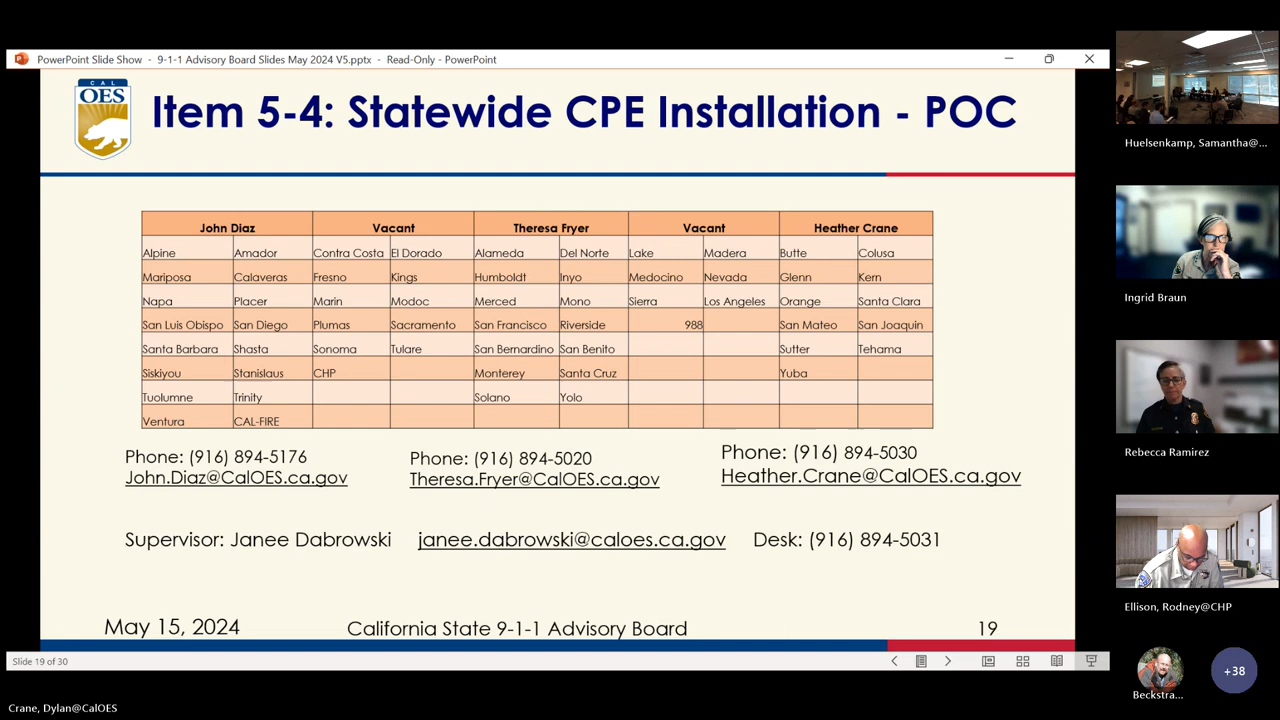 PowerPoint Slide Show - 9-1-1 Advisory Board Slides May 2024 V5.pptx - Read-Only - PowerPoint
CAL
OES
Item 5-4: Statewide CPE Installation - POC
John Diaz Vacant Theresa Fryer Vacant Heather Crane
Alpine Amador Contra Costa El Dorado Alameda Del Norte Lake Madera Butte Colusa
Mariposa Calaveras Fresno Kings Humboldt Inyo Medocino Nevada Glenn Kern
Napa Placer Marin Modoc Merced Mono Sierra Los Angeles Orange Santa Clara
San Luis Obispo San Diego Plumas Sacramento San Francisco Riverside 988 San Mateo San Joaquin
Santa Barbara Shasta Sonoma Tulare San Bernardino San Benito Sutter Tehama
Siskiyou Stanislaus CHP Monterey Santa Cruz Yuba
Tuolumne Trinity Solano Yolo
Ventura CAL-FIRE
Phone: (916) 894-5176
John.Diaz@CalOES.ca.gov
Phone: (916) 894-5020
Theresa.Fryer@CalOES.ca.gov
Phone: (916) 894-5030
Heather.Crane@CalOES.ca.gov
Supervisor: Janee Dabrowski janee.dabrowski@caloes.ca.gov Desk: (916) 894-5031
May 15, 2024 California State 9-1-1 Advisory Board 19
Slide 19 of 30
Crane, Dylan@CalOES
Huelsenkamp, Samantha@...
Ingrid Braun
Rebecca Ramirez
Ellison, Rodney@CHP
Beckstra...
+38